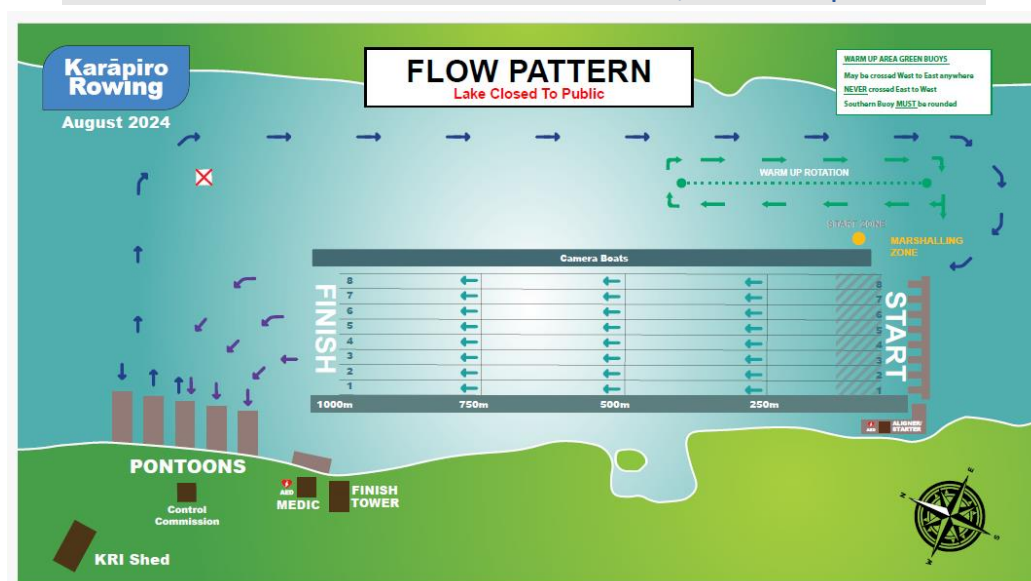 FLOW PATTERN
Lake Closed To Public
Karāpiro
Rowing
August 2024
WARM UP AREA GREEN BUOYS
May be crossed West to East anywhere
NEVER crossed East to West
Southern Buoy MUST be rounded
WARM UP ROTATION
START ZONE
MARSHALLING
ZONE
Camera Boats
FINISH
8
7
6
5
4
3
2
1
START
8
7
6
5
4
3
2
1
1000m
750m
500m
250m
AED
ALIGNER/
STARTER
PONTOONS
Control
Commission
AED
MEDIC
FINISH
TOWER
KRI Shed
N
E
S
W